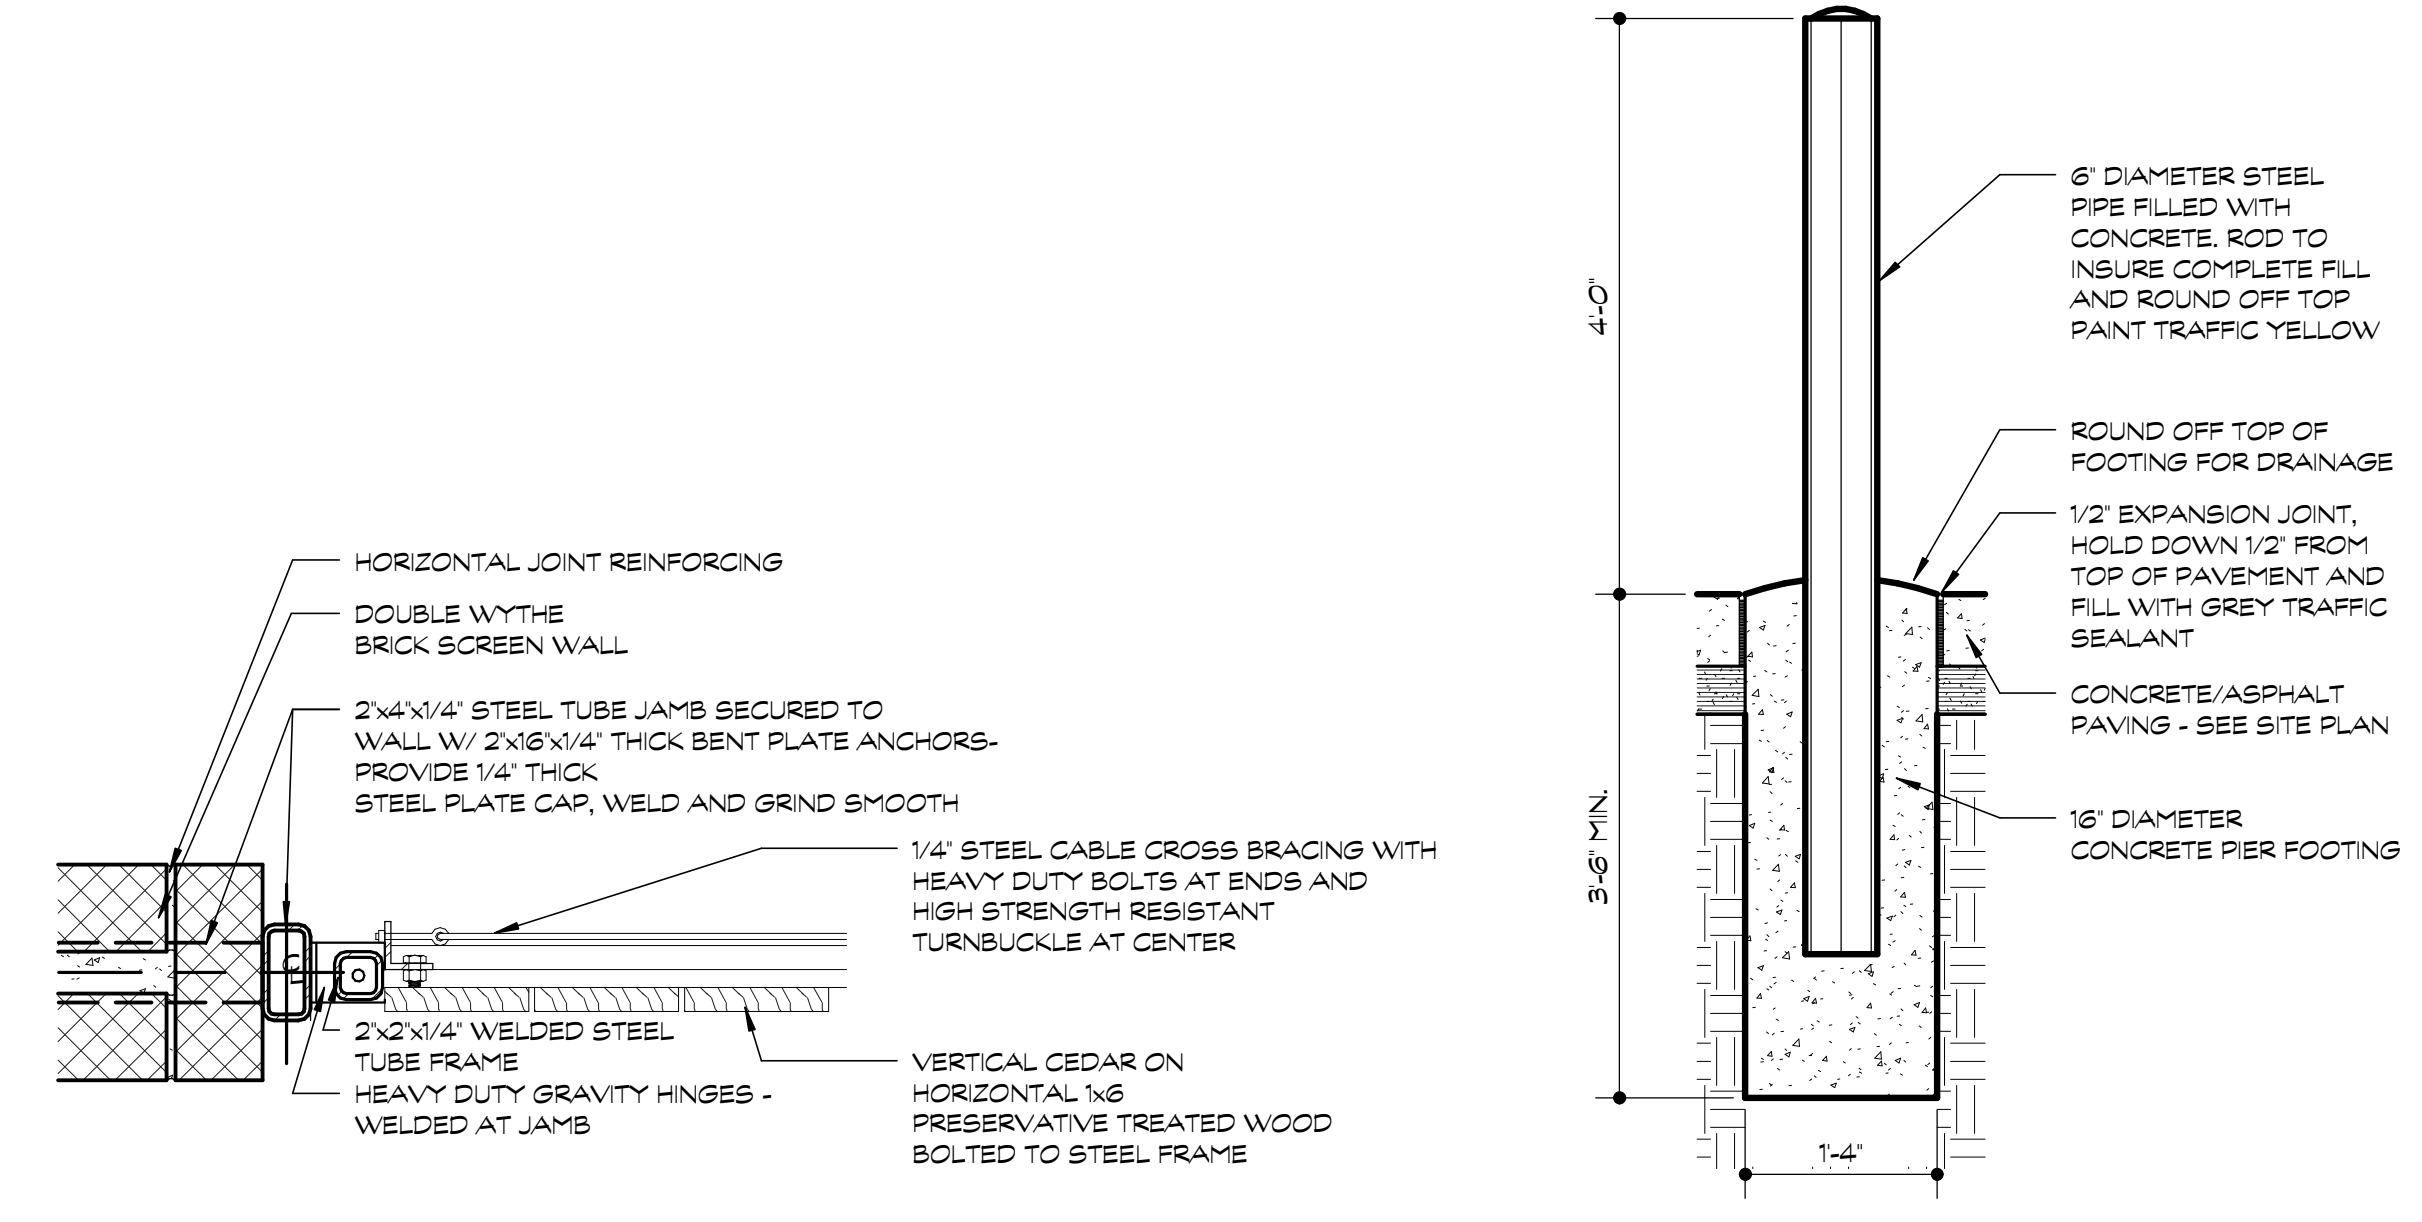 HORIZONTAL JOINT REINFORCING
DOUBLE WYTHE
BRICK SCREEN WALL
2"x4"x1/4" STEEL TUBE JAMB SECURED TO
WALL W/ 2"x16"x1/4" THICK BENT PLATE ANCHORS-
PROVIDE 1/4" THICK
STEEL PLATE CAP, WELD AND GRIND SMOOTH
1/4" STEEL CABLE CROSS BRACING WITH
HEAVY DUTY BOLTS AT ENDS AND
HIGH STRENGTH RESISTANT
TURNBUCKLE AT CENTER
2"x2"x1/4" WELDED STEEL
TUBE FRAME
HEAVY DUTY GRAVITY HINGES -
WELDED AT JAMB
VERTICAL CEDAR ON
HORIZONTAL 1x6
PRESERVATIVE TREATED WOOD
BOLTED TO STEEL FRAME
4'-0"
3'-6" MIN.
1'-4"
6" DIAMETER STEEL
PIPE FILLED WITH
CONCRETE. ROD TO
INSURE COMPLETE FILL
AND ROUND OFF TOP
PAINT TRAFFIC YELLOW
ROUND OFF TOP OF
FOOTING FOR DRAINAGE
1/2" EXPANSION JOINT,
HOLD DOWN 1/2" FROM
TOP OF PAVEMENT AND
FILL WITH GREY TRAFFIC
SEALANT
CONCRETE/ASPHALT
PAVING - SEE SITE PLAN
16" DIAMETER
CONCRETE PIER FOOTING